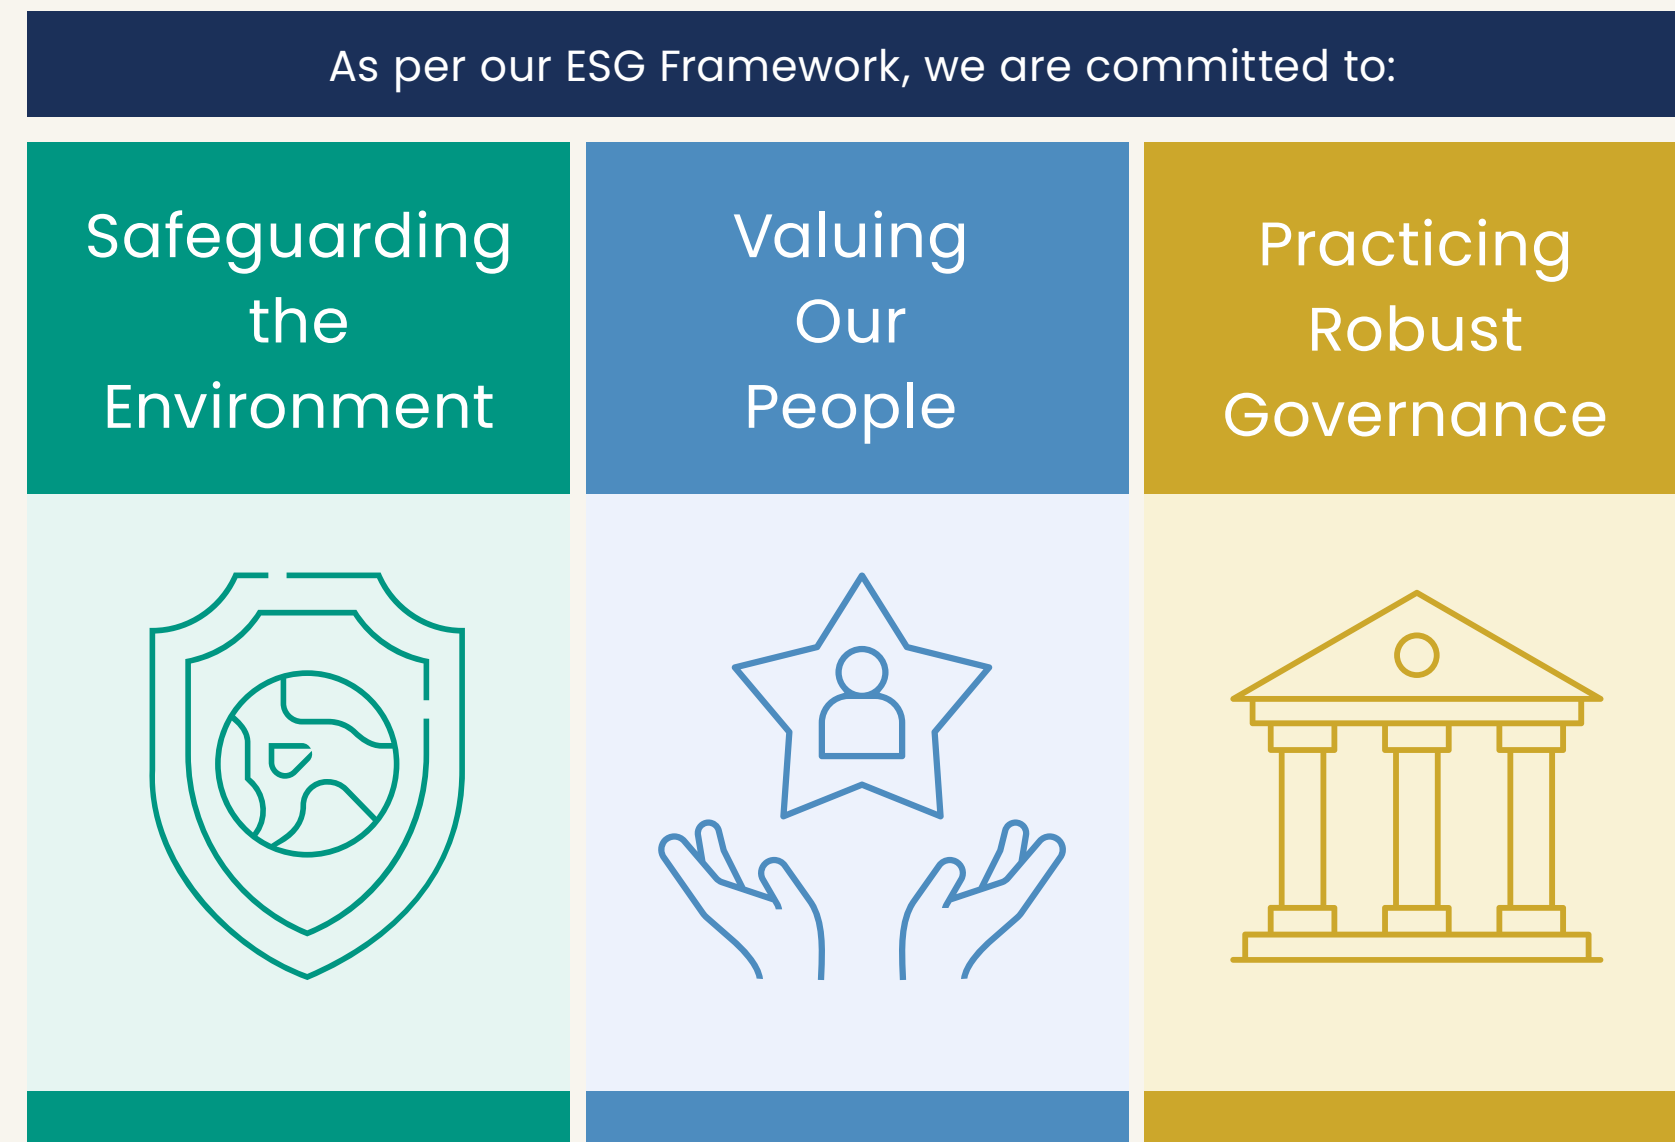 As per our ESG Framework, we are committed to:
Safeguarding
the
Environment
Valuing
Our
People
Practicing
Robust
Governance